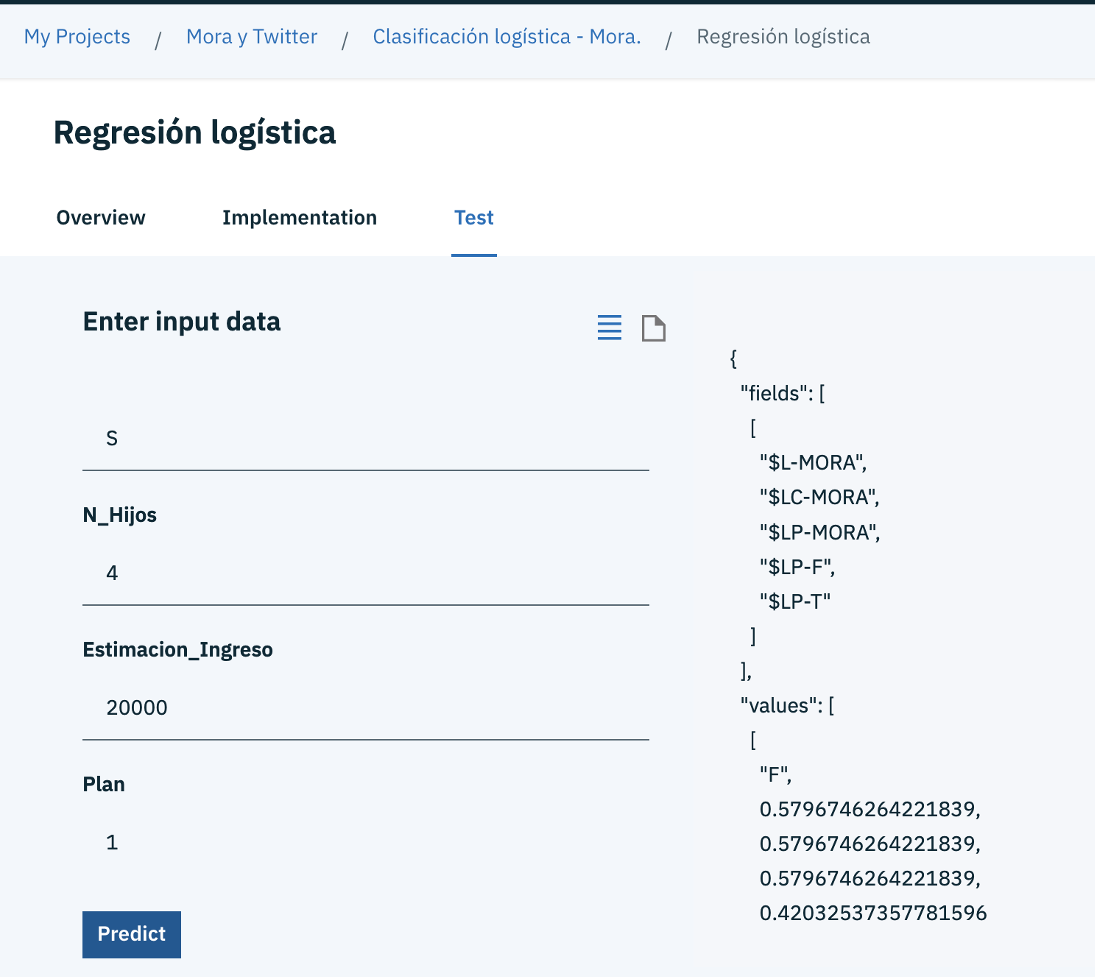 My Projects / Mora y Twitter / Clasificación logística - Mora. / Regresión logística
Regresión logística
Overview Implementation Test
Enter input data
S
N_Hijos
4
Estimacion_Ingreso
20000
Plan
1
Predict
{
"fields": [
[
"$L-MORA",
"$LC-MORA",
"$LP-MORA",
"$LP-F",
"$LP-T"
]
],
"values": [
[
"F",
0.5796746264221839,
0.5796746264221839,
0.5796746264221839,
0.42032537357781596